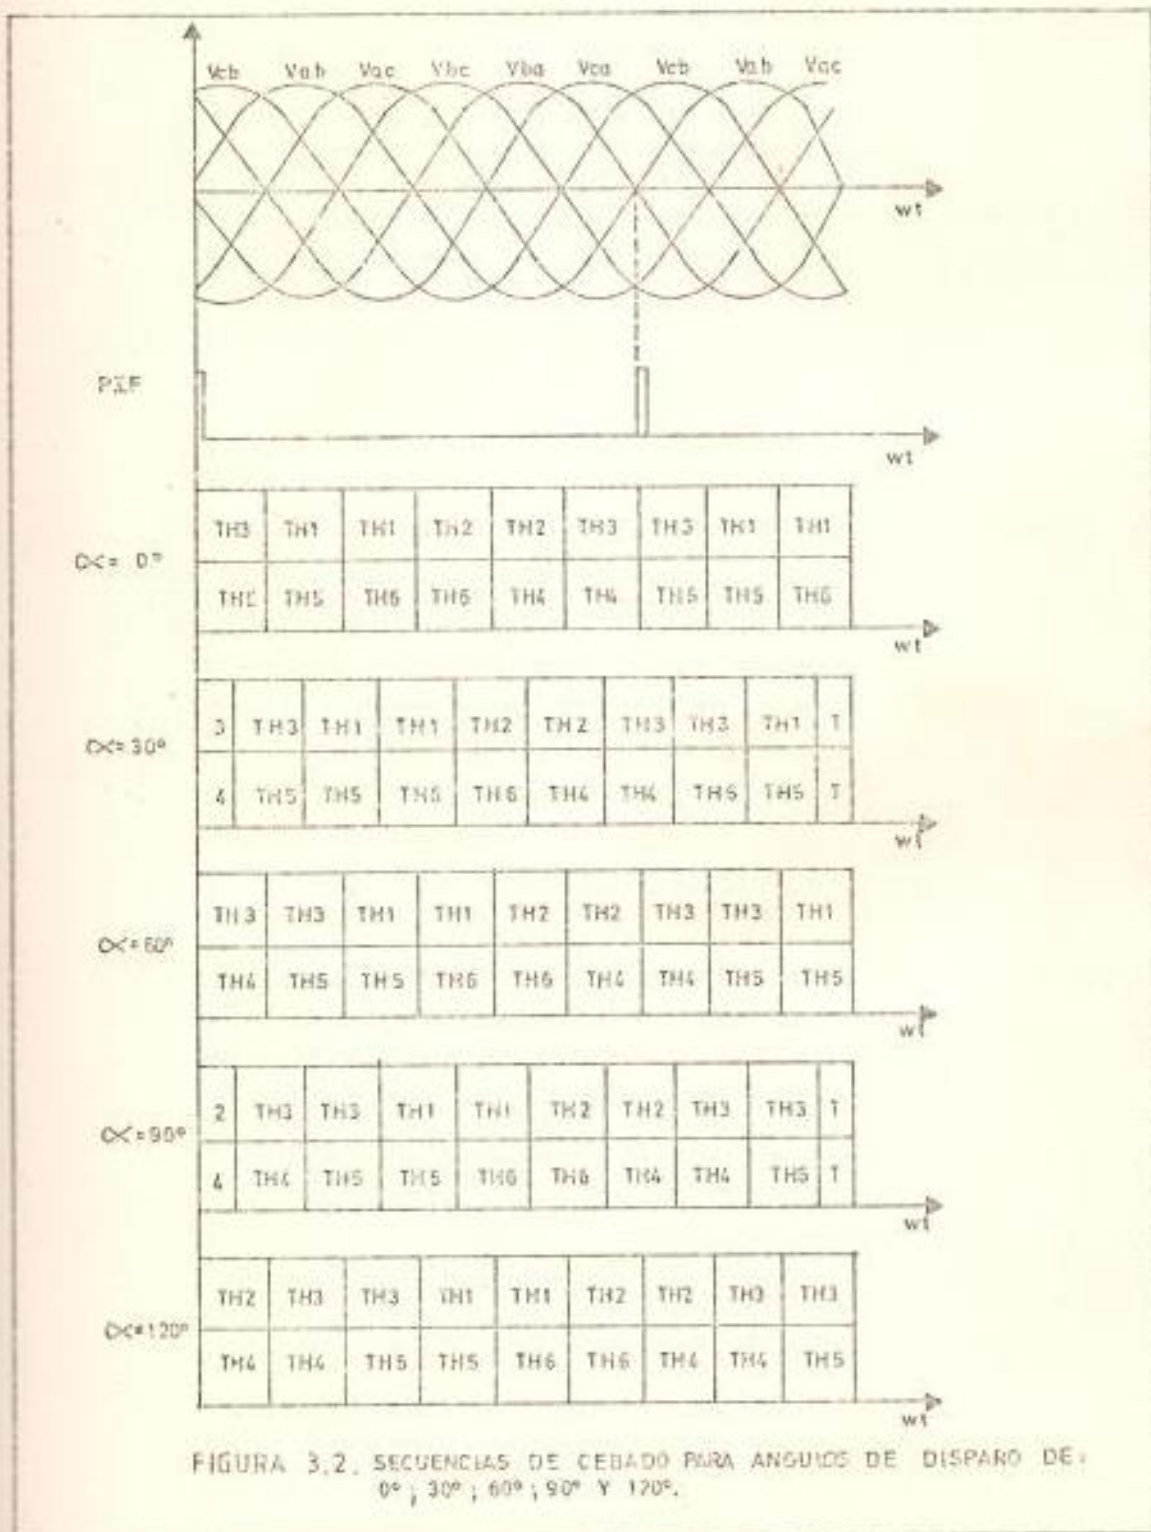 Vcb Vab Vac Vbc Vba Vca Vcb Vab Vac
wt
PIF
wt
TH3 TH1 TH1 TH2 TH2 TH3 TH3 TH1 TH1
α= 0°
TH5 TH6 TH6 TH4 TH4 TH5 TH5 TH6
wt
3 TH3 TH1 TH1 TH2 TH2 TH3 TH3 TH1 T
α=30°
4 TH5 TH5 TH6 TH6 TH4 TH4 TH5 T
wt
TH3 TH3 TH1 TH1 TH2 TH2 TH3 TH3 TH1
α=60°
TH4 TH5 TH5 TH6 TH6 TH4 TH4 TH5 TH5
wt
2 TH3 TH3 TH1 TH1 TH2 TH2 TH3 TH3 T
α=90°
4 TH4 TH5 TH5 TH6 TH6 TH4 TH4 TH5 T
wt
TH2 TH3 TH3 TH1 TH1 TH2 TH2 TH3 TH3
α=120°
TH4 TH4 TH5 TH5 TH6 TH6 TH4 TH4 TH5
wt
FIGURA 3.2. SECUENCIAS DE CEBADO PARA ANGULOS DE DISPARO DE:
0° ; 30° ; 60° ; 90° Y 120°.